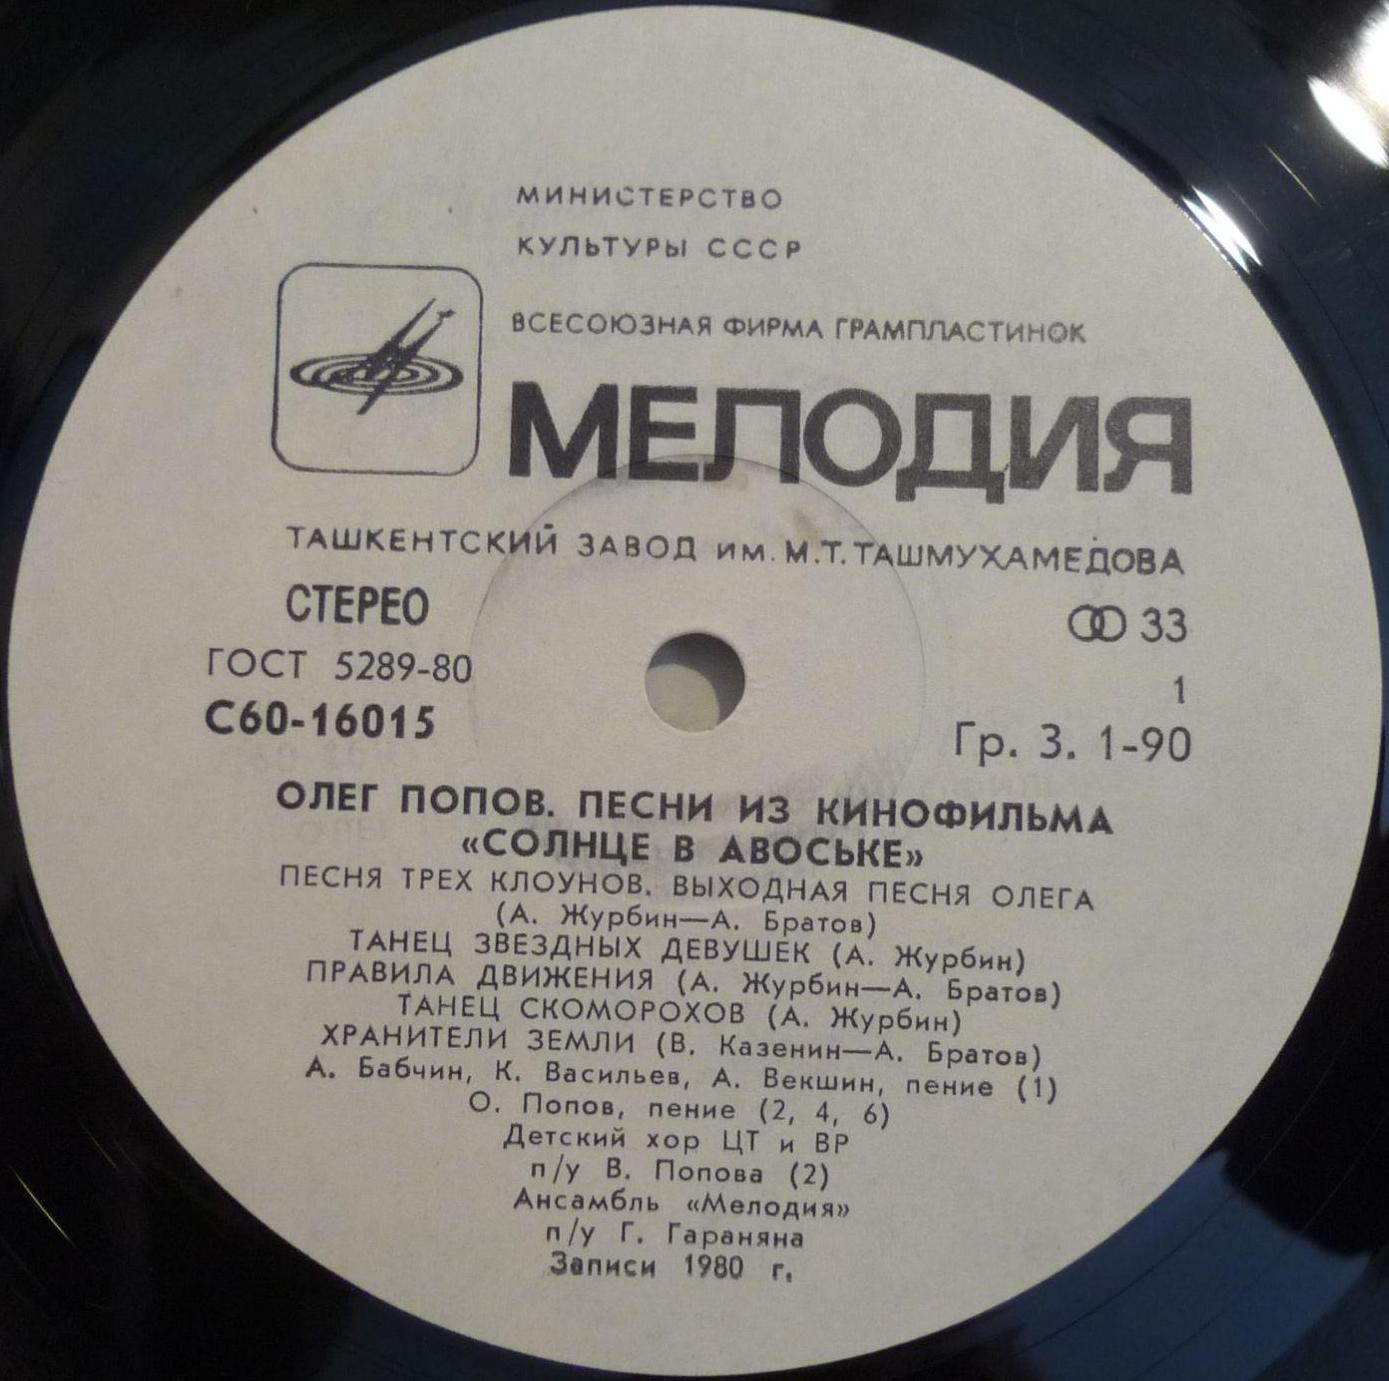 МИНИСТЕРСТВО
КУЛЬТУРЫ СССР
ВСЕСОЮЗНАЯ ФИРМА ГРАМПЛАСТИНОК
МЕЛОДИЯ
ТАШКЕНТСКИЙ ЗАВОД им. М.Т. ТАШМУХАМЕДОВА
СТЕРЕО
33
ГОСТ 5289-80
1
С60-16015
Гр. 3. 1-90
ОЛЕГ ПОПОВ. ПЕСНИ ИЗ КИНОФИЛЬМА
«СОЛНЦЕ В АВОСЬКЕ»
ПЕСНЯ ТРЕХ КЛОУНОВ. ВЫХОДНАЯ ПЕСНЯ ОЛЕГА
(А. Журбин—А. Братов)
ТАНЕЦ ЗВЕЗДНЫХ ДЕВУШЕК (А. Журбин)
ПРАВИЛА ДВИЖЕНИЯ (А. Журбин—А. Братов)
ТАНЕЦ СКОМОРОХОВ (А. Журбин)
ХРАНИТЕЛИ ЗЕМЛИ (В. Казенин—А. Братов)
А. Бабчин, К. Васильев, А. Векшин, пение (1)
О. Попов, пение (2, 4, 6)
Детский хор ЦТ и ВР
п/у В. Попова (2)
Ансамбль «Мелодия»
п/у Г. Гараняна
Записи 1980 г.